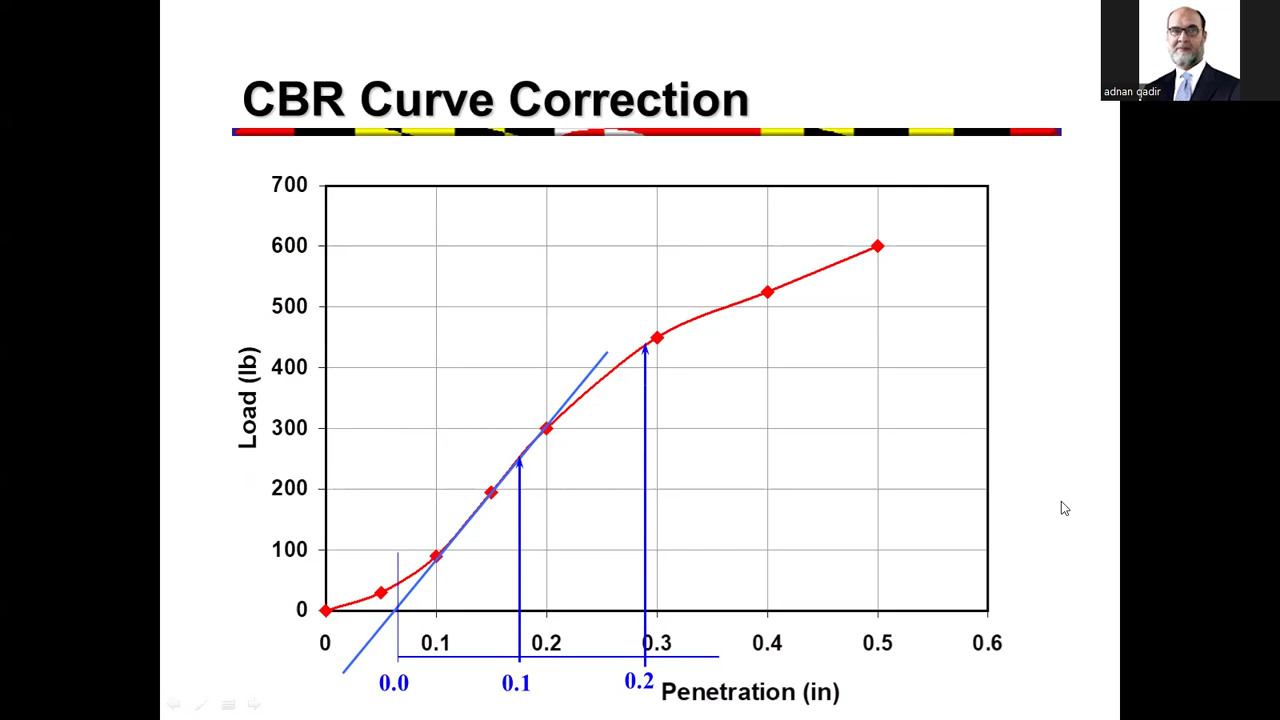 adnan qadir
CBR Curve Correction
700
600
500
400
300
200
100
0
Load (lb)
0 0.1 0.2 0.3 0.4 0.5 0.6
0.0 0.1 0.2
Penetration (in)